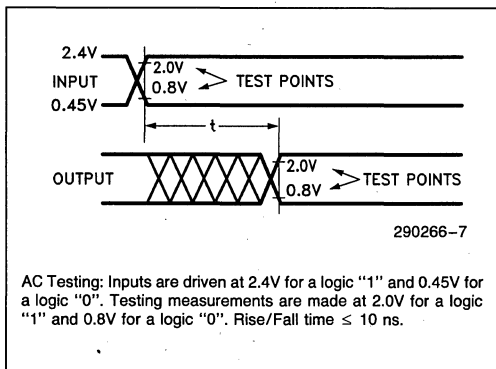 2.4V
INPUT
0.45V
2.0V
0.8V
TEST POINTS
t
OUTPUT
2.0V
0.8V
TEST POINTS
290266-7
AC Testing: Inputs are driven at 2.4V for a logic "1" and 0.45V for
a logic "0". Testing measurements are made at 2.0V for a logic
"1" and 0.8V for a logic "0". Rise/Fall time ≤ 10 ns.